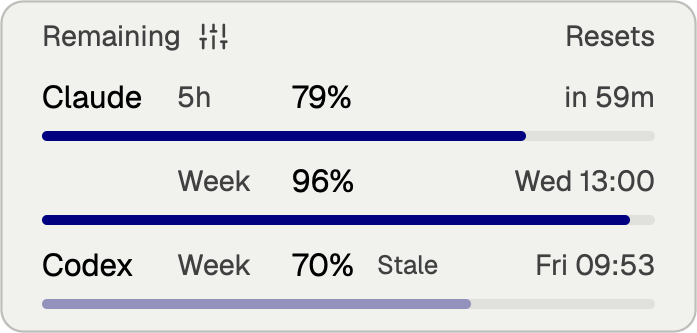 Remaining Resets
Claude 5h 79% in 59m
Week 96% Wed 13:00
Codex Week 70% Stale Fri 09:53